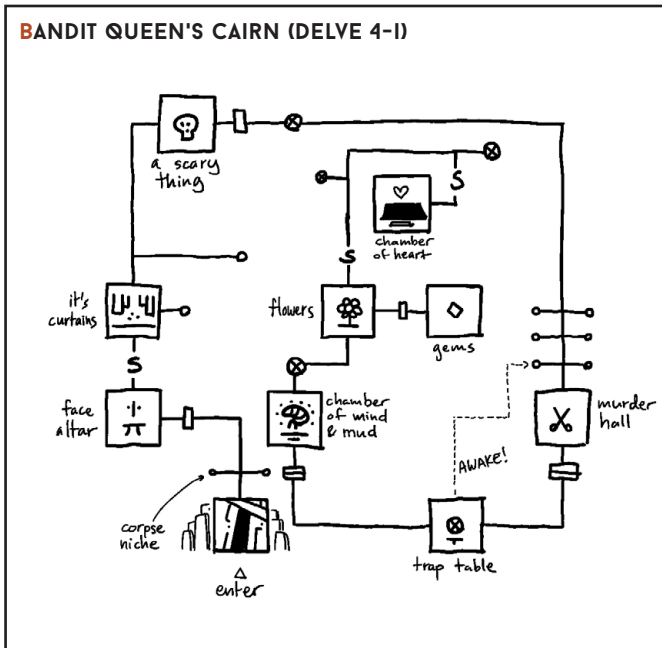 BANDIT QUEEN'S CAIRN (DELVE 4-1)
a scary
thing
S
chamber
of heart
S
it's
curtains
flowers
gems
S
face
altar
chamber
of mind
& mud
murder
hall
AWAKE!
corpse
niche
trap table
enter